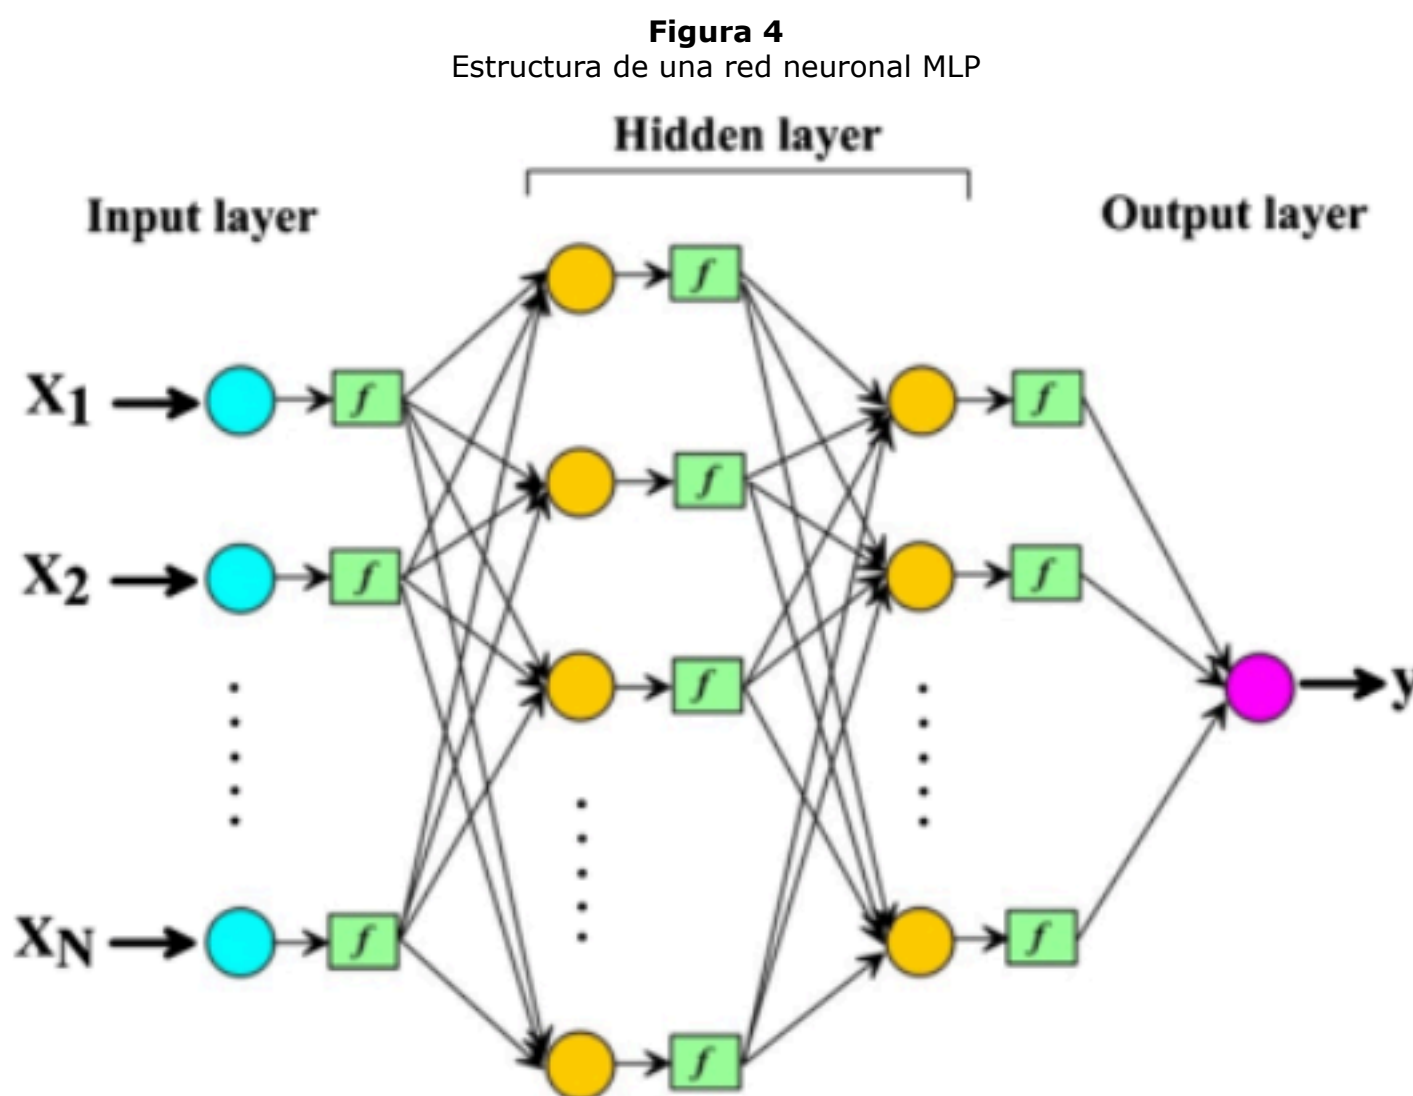 Figura 4
Estructura de una red neuronal MLP
Hidden layer
Input layer
Output layer
f
X1
f
f
f
X2
f
f
f
y
XN
f
f
f